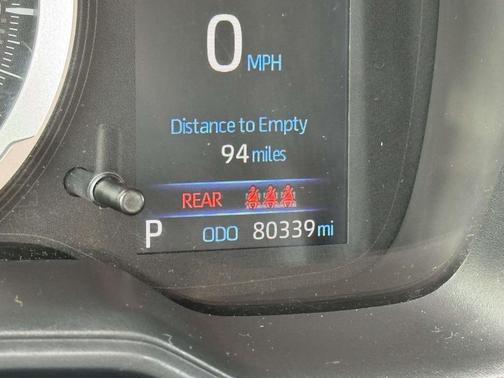 0 MPH
Distance to Empty
94 miles
REAR
P ODO 80339 mi